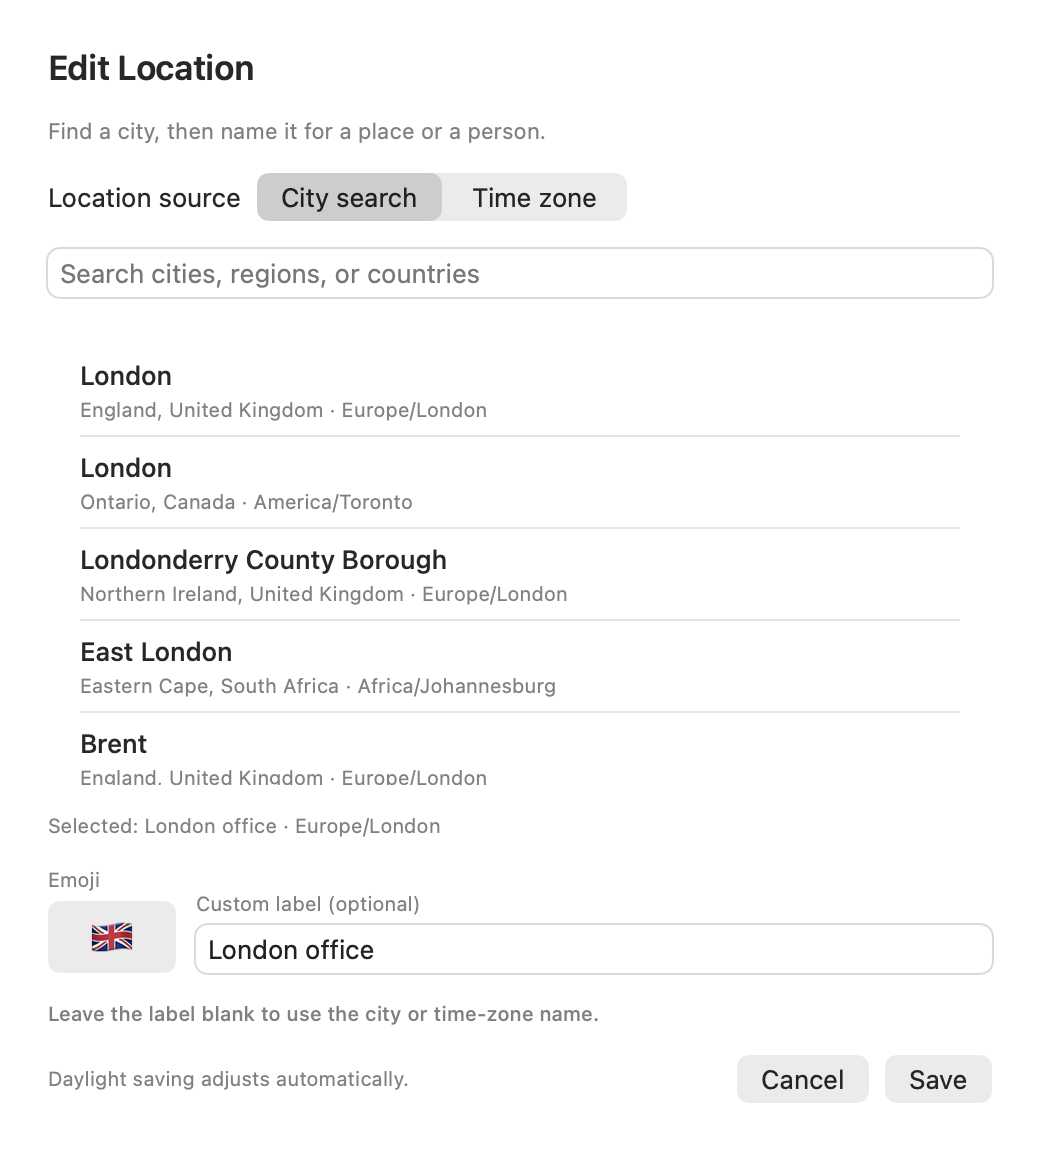 Edit Location
Find a city, then name it for a place or a person.
Location source City search Time zone
Search cities, regions, or countries
London
England, United Kingdom · Europe/London
London
Ontario, Canada · America/Toronto
Londonderry County Borough
Northern Ireland, United Kingdom · Europe/London
East London
Eastern Cape, South Africa · Africa/Johannesburg
Brent
England, United Kingdom · Europe/London
Selected: London office · Europe/London
Emoji
Custom label (optional)
London office
Leave the label blank to use the city or time-zone name.
Daylight saving adjusts automatically.
Cancel Save